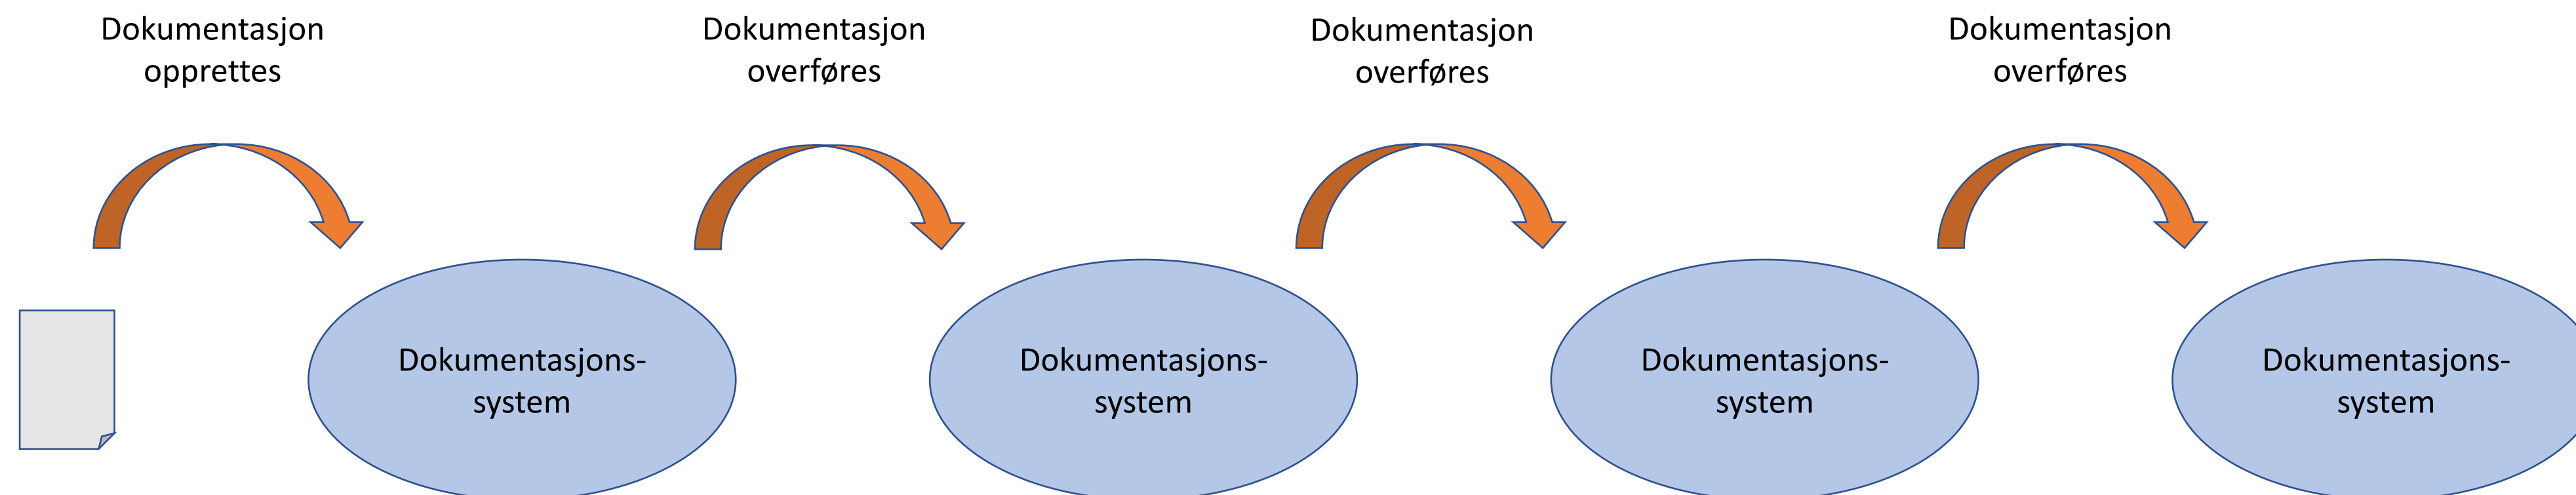 Dokumentasjon
opprettes
Dokumentasjon
overføres
Dokumentasjon
overføres
Dokumentasjon
overføres
Dokumentasjons-
system
Dokumentasjons-
system
Dokumentasjons-
system
Dokumentasjons-
system